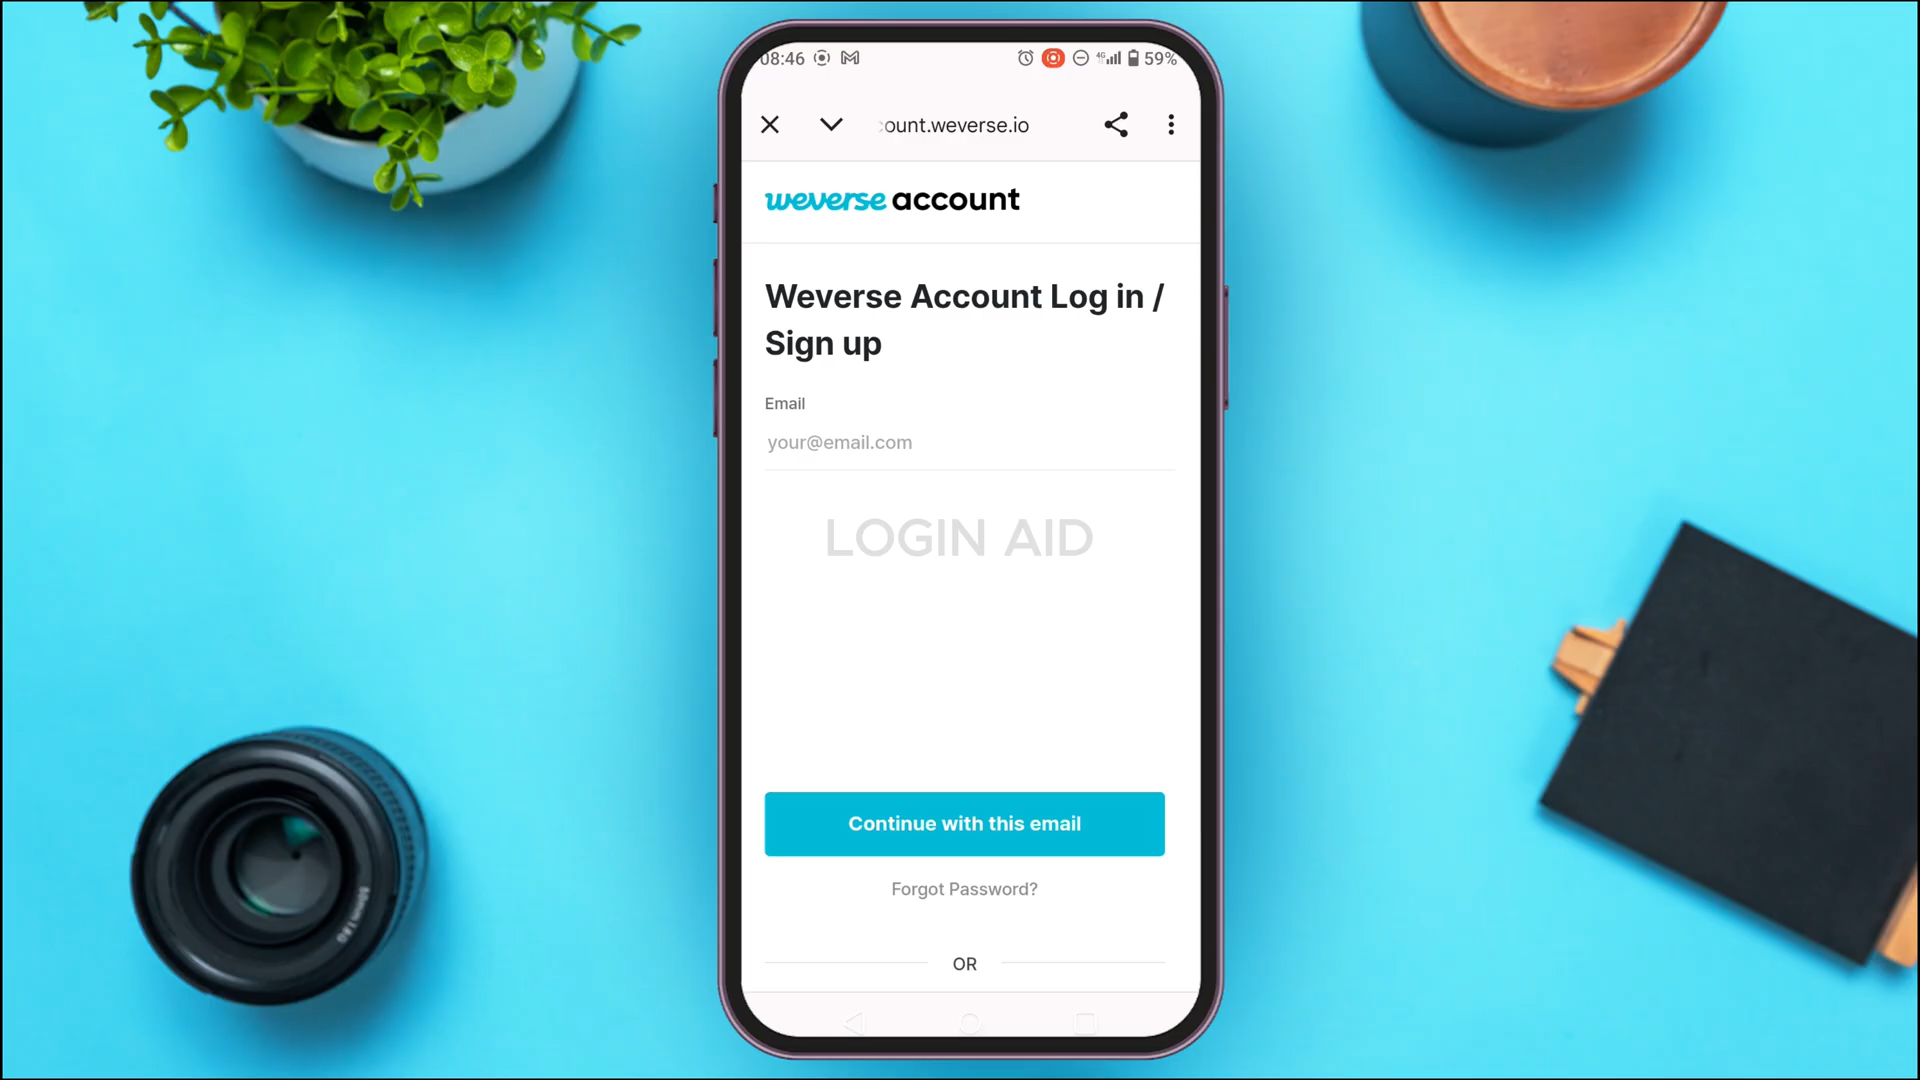 08:46 59%
ount.weverse.io
weverse account
Weverse Account Log in /
Sign up
Email
your@email.com
LOGIN AID
Continue with this email
Forgot Password?
OR